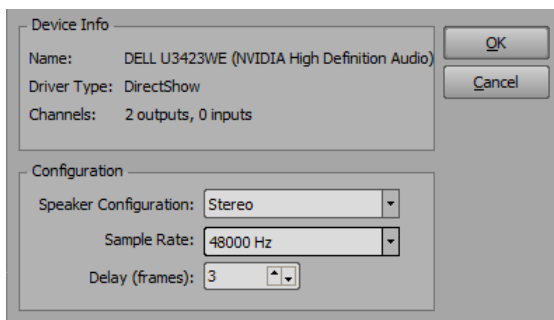 Device Info
Name: DELL U3423WE (NVIDIA High Definition Audio)
Driver Type: DirectShow
Channels: 2 outputs, 0 inputs
OK
Cancel
Configuration
Speaker Configuration: Stereo
Sample Rate: 48000 Hz
Delay (frames): 3